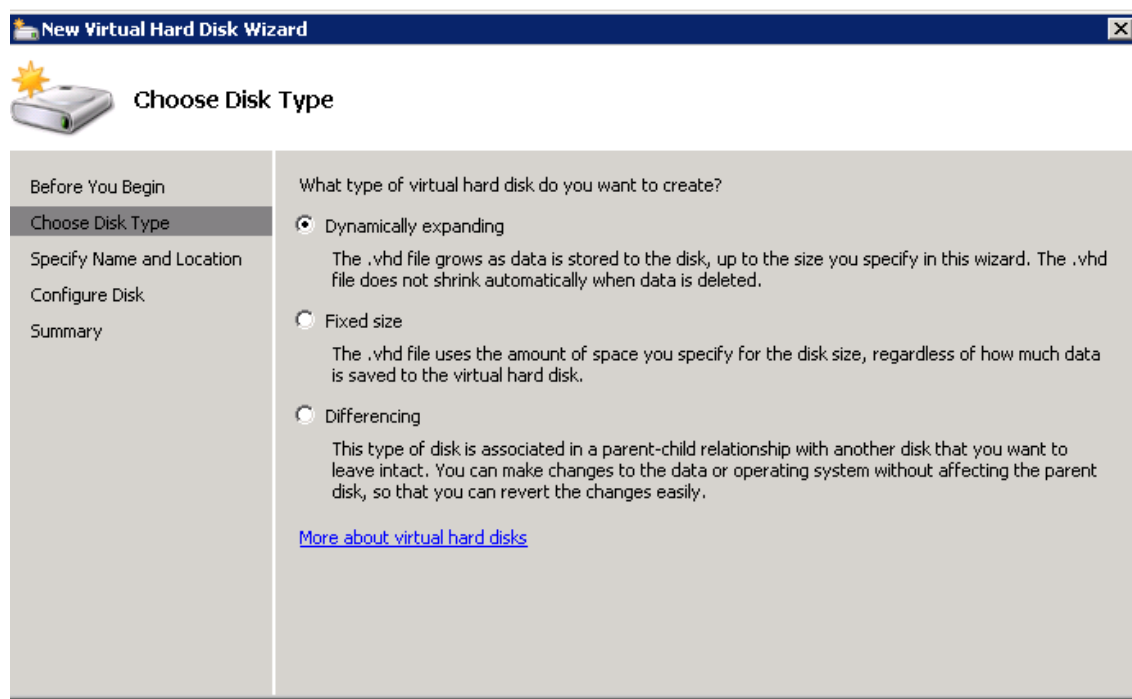 New Virtual Hard Disk Wizard
Choose Disk Type
Before You Begin
Choose Disk Type
Specify Name and Location
Configure Disk
Summary
What type of virtual hard disk do you want to create?
Dynamically expanding
The .vhd file grows as data is stored to the disk, up to the size you specify in this wizard. The .vhd
file does not shrink automatically when data is deleted.
Fixed size
The .vhd file uses the amount of space you specify for the disk size, regardless of how much data
is saved to the virtual hard disk.
Differencing
This type of disk is associated in a parent-child relationship with another disk that you want to
leave intact. You can make changes to the data or operating system without affecting the parent
disk, so that you can revert the changes easily.
More about virtual hard disks